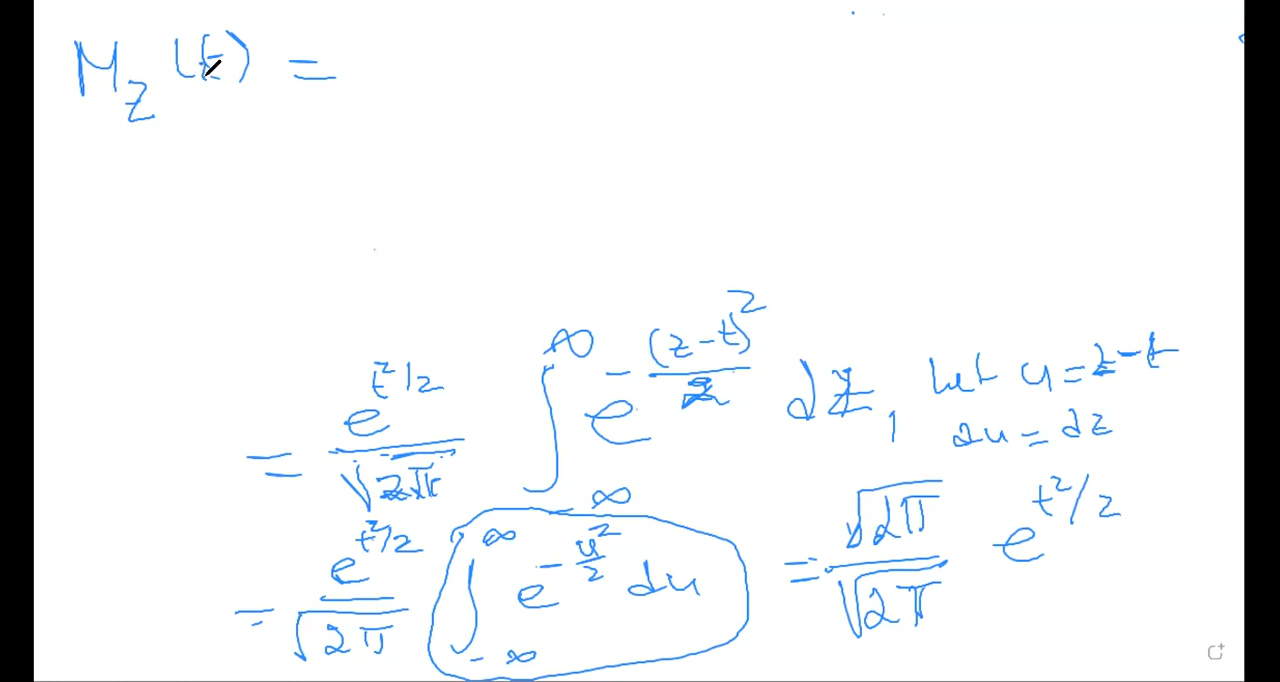 M_Z(t) =
= e^{t²/2}/√(2π) ∫_{-∞}^{∞} e^{-(z-t)²/2} dz, let u = z-t
du = dz
= e^{t²/2}/√(2π) ∫_{-∞}^{∞} e^{-u²/2} du = √(2π)/√(2π) e^{t²/2}